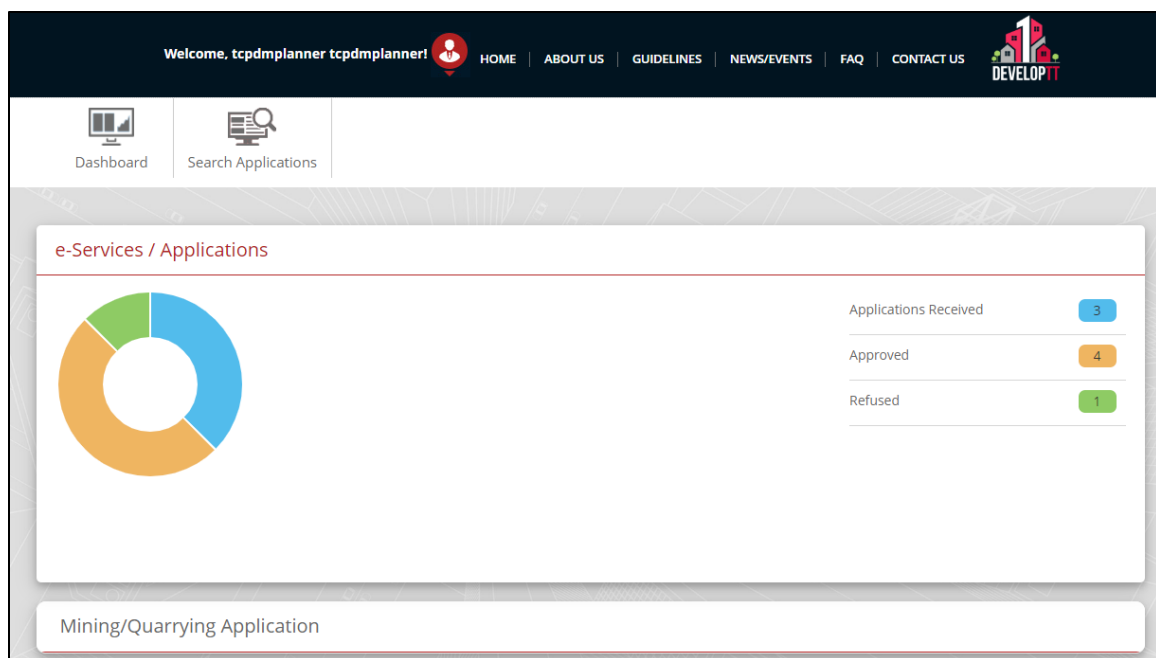 Welcome, tcpdmplanner tcpdmplanner!
HOME | ABOUT US | GUIDELINES | NEWS/EVENTS | FAQ | CONTACT US
DEVELOPTT
Dashboard
Search Applications
e-Services / Applications
Applications Received 3
Approved 4
Refused 1
Mining/Quarrying Application